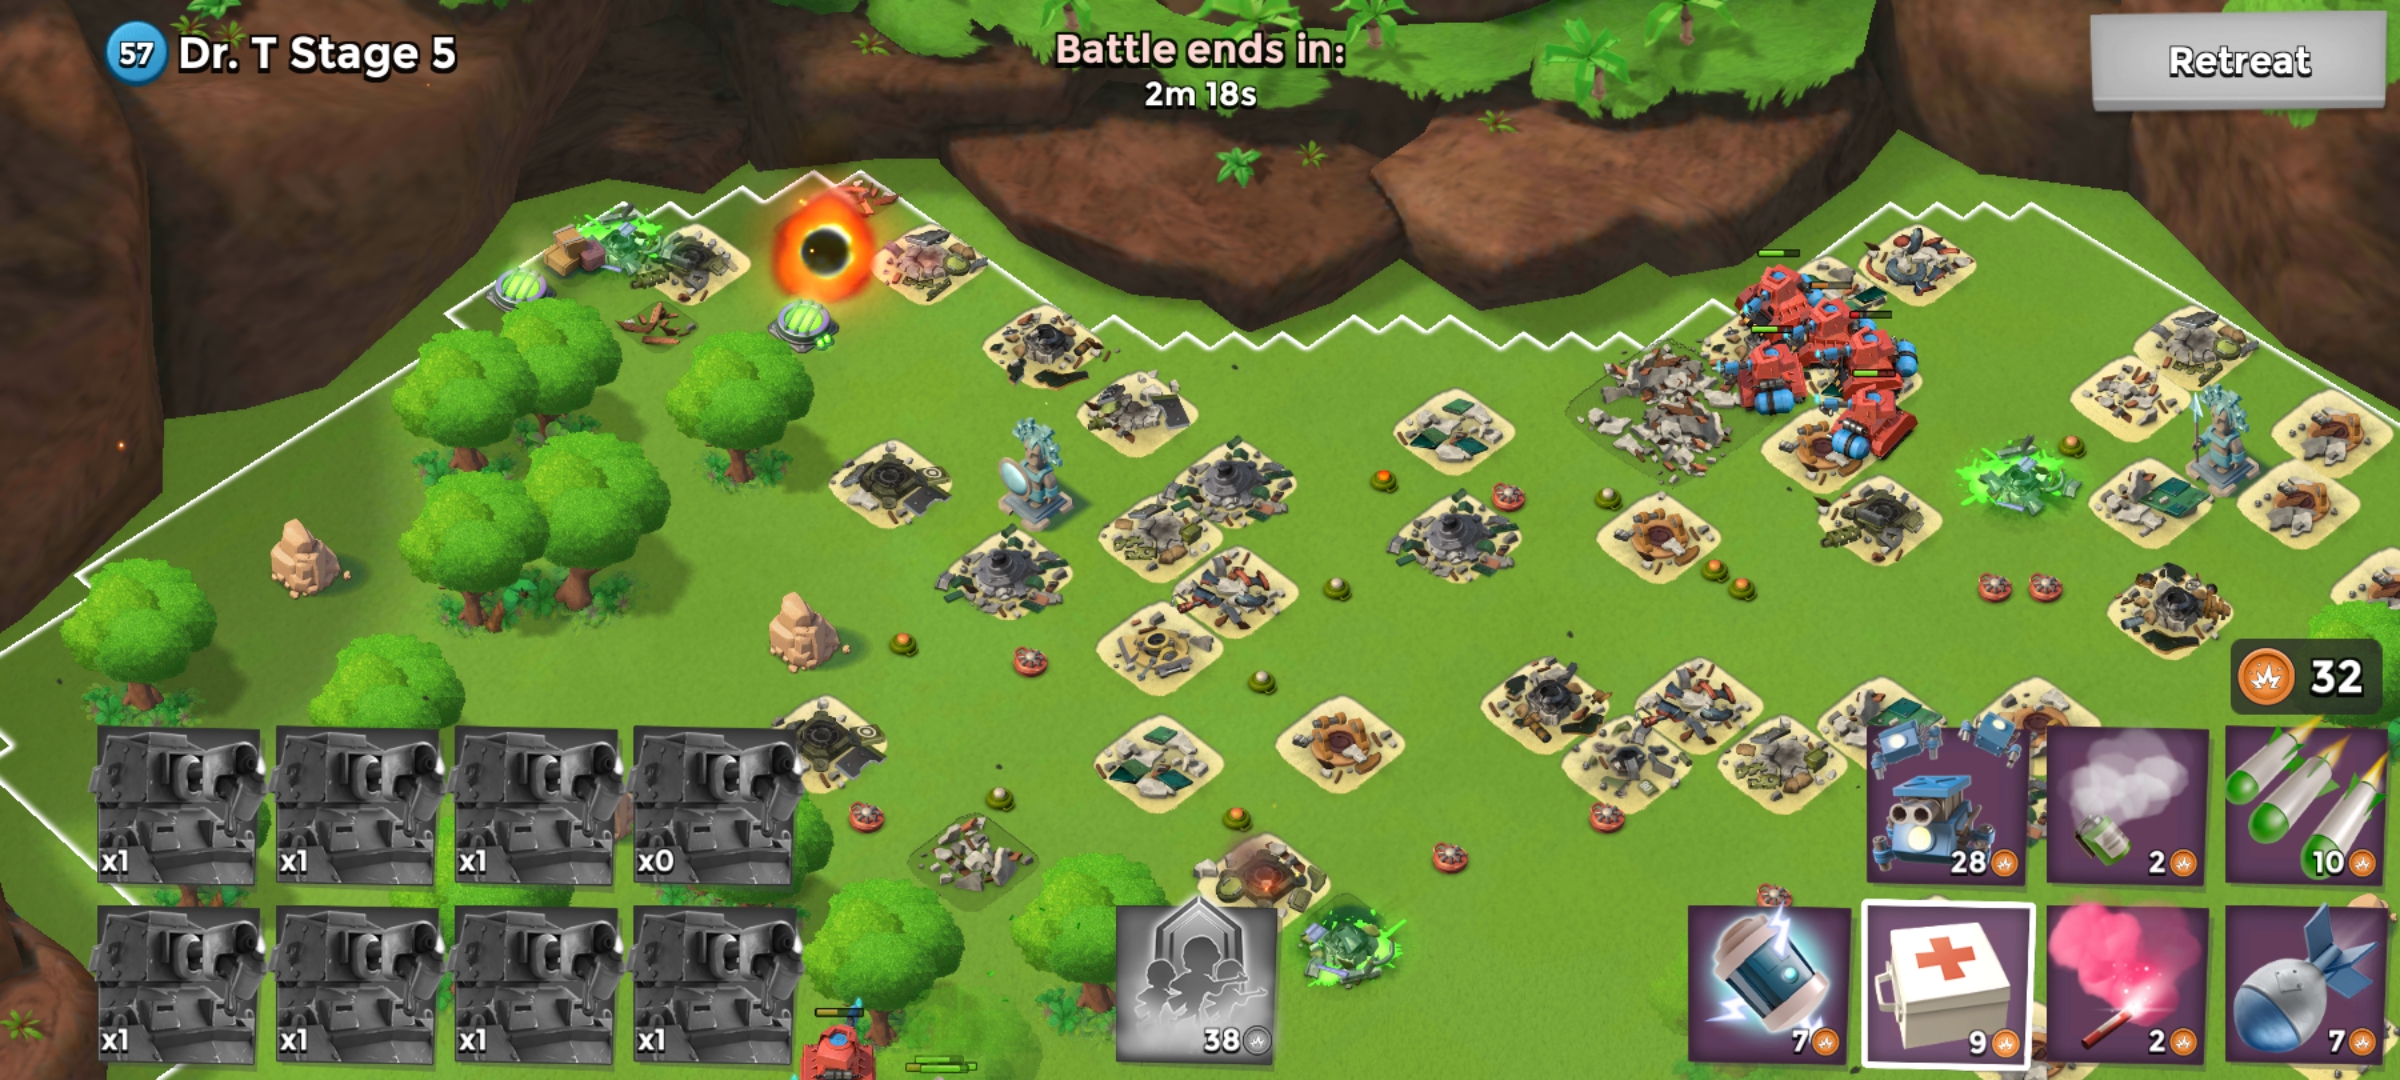 57 Dr. T Stage 5
Battle ends in:
2m 18s
Retreat
32
x1
x1
x1
x0
28
2
10
x1
x1
x1
x1
38
7
9
2
7